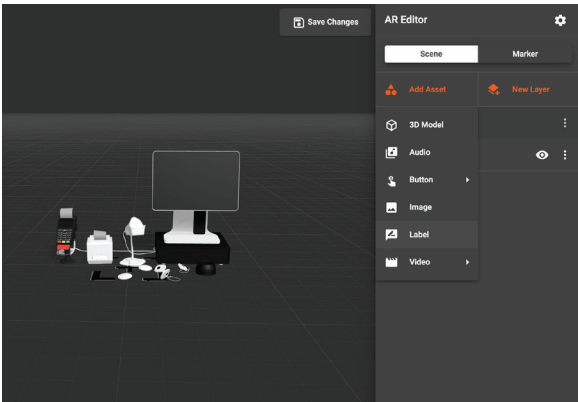 Save Changes
AR Editor
Scene
Marker
Add Asset
New Layer
3D Model
Audio
Button
Image
Label
Video